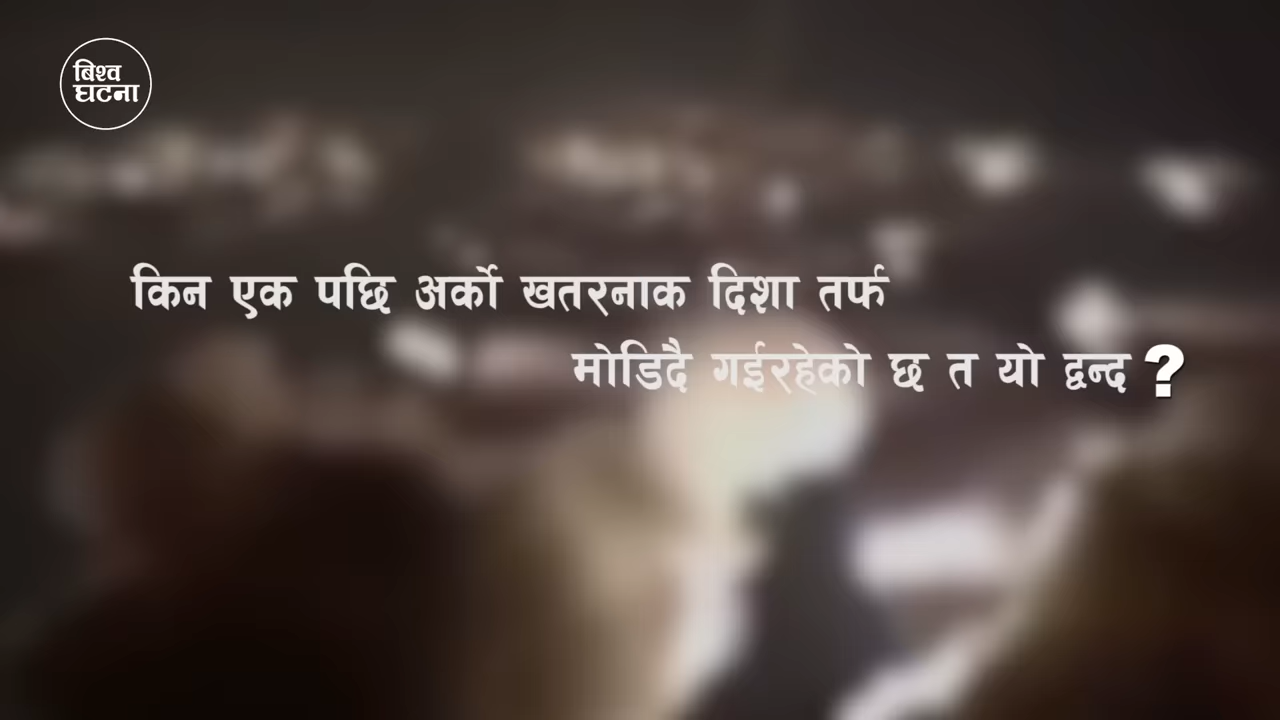 बिश्व
घटना
किन एक पछि अर्को खतरनाक दिशा तर्फ
मोडिदै गईरहेको छ त यो द्वन्द ?